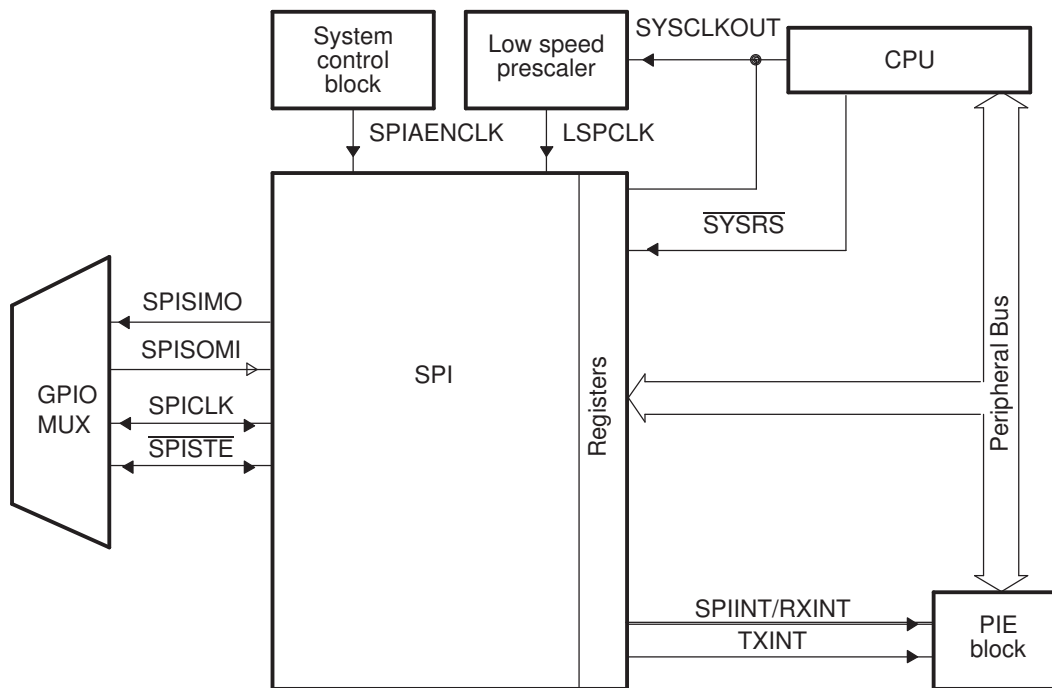 System
control
block
Low speed
prescaler
SYSCLKOUT
CPU
SPIAENCLK
LSPCLK
SYSRS
SPISIMO
SPISOMI
SPICLK
SPISTE
GPIO
MUX
SPI
Registers
Peripheral Bus
SPIINT/RXINT
TXINT
PIE
block